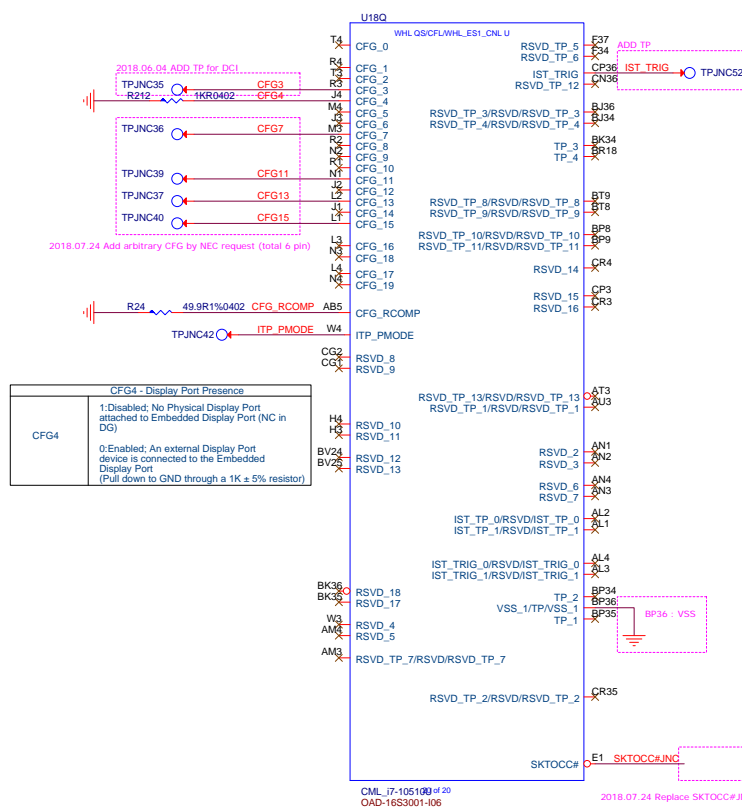 U18Q
WHL QS/CFL/WHL_ES1_CNL U
T4 CFG_0
R4 CFG_1
T3 CFG_2
R3 CFG_3
J4 CFG_4
M4 CFG_5
J3 CFG_6
M3 CFG_7
R2 CFG_8
N2 CFG_9
R1 CFG_10
N1 CFG_11
J2 CFG_12
L2 CFG_13
J1 CFG_14
L1 CFG_15
L3 CFG_16
N3 CFG_18
L4 CFG_17
N4 CFG_19
AB5 CFG_RCOMP
W4 ITP_PMODE
CG2 RSVD_8
CG1 RSVD_9
H4 RSVD_10
H3 RSVD_11
BV24 RSVD_12
BV25 RSVD_13
BK36 RSVD_18
BK35 RSVD_17
W3 RSVD_4
AM4 RSVD_5
AM3 RSVD_TP_7/RSVD/RSVD_TP_7
2018.06.04 ADD TP for DCI
TPJNC35 CFG3
R212 1KR0402 CFG4
TPJNC36 CFG7
TPJNC39 CFG11
TPJNC37 CFG13
TPJNC40 CFG15
2018.07.24 Add arbitrary CFG by NEC request (total 6 pin)
R24 49.9R1%0402 CFG_RCOMP
TPJNC42 ITP_PMODE
CFG4 - Display Port Presence
CFG4
1:Disabled; No Physical Display Port
attached to Embedded Display Port (NC in
DG)
0:Enabled; An external Display Port
device is connected to the Embedded
Display Port
(Pull down to GND through a 1K ± 5% resistor)
RSVD_TP_5 F37
RSVD_TP_6 F34
IST_TRIG CP36
RSVD_TP_12 CN36
RSVD_TP_3/RSVD/RSVD_TP_3 BJ36
RSVD_TP_4/RSVD/RSVD_TP_4 BJ34
TP_3 BK34
TP_4 BR18
RSVD_TP_8/RSVD/RSVD_TP_8 BT9
RSVD_TP_9/RSVD/RSVD_TP_9 BT8
RSVD_TP_10/RSVD/RSVD_TP_10 BP8
RSVD_TP_11/RSVD/RSVD_TP_11 BP9
RSVD_14 CR4
RSVD_15 CP3
RSVD_16 CR3
RSVD_TP_13/RSVD/RSVD_TP_13 AT3
RSVD_TP_1/RSVD/RSVD_TP_1 AU3
RSVD_2 AN1
RSVD_3 AN2
RSVD_6 AN4
RSVD_7 AN3
IST_TP_0/RSVD/IST_TP_0 AL2
IST_TP_1/RSVD/IST_TP_1 AL1
IST_TRIG_0/RSVD/IST_TRIG_0 AL4
IST_TRIG_1/RSVD/IST_TRIG_1 AL3
TP_2 BP34
VSS_1/TP/VSS_1 BP36
TP_1 BP35
RSVD_TP_2/RSVD/RSVD_TP_2 CR35
SKTOCC# E1 SKTOCC#JNC
ADD TP
IST_TRIG TPJNC52
BP36 : VSS
2018.07.24 Replace
CML_i7-10510U
of 20
OAD-16S3001-I06